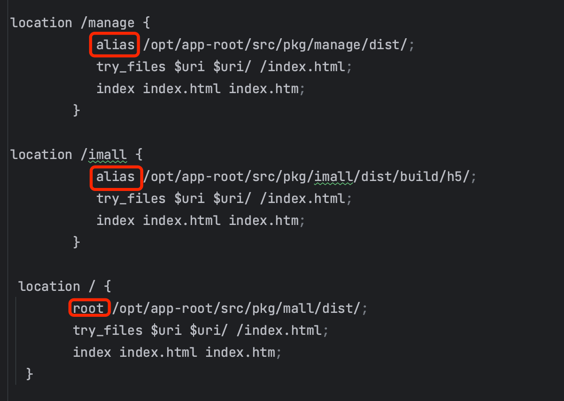 location /manage {
alias /opt/app-root/src/pkg/manage/dist/;
try_files $uri $uri/ /index.html;
index index.html index.htm;
}
location /imall {
alias /opt/app-root/src/pkg/imall/dist/build/h5/;
try_files $uri $uri/ /index.html;
index index.html index.htm;
}
location / {
root /opt/app-root/src/pkg/mall/dist/;
try_files $uri $uri/ /index.html;
index index.html index.htm;
}